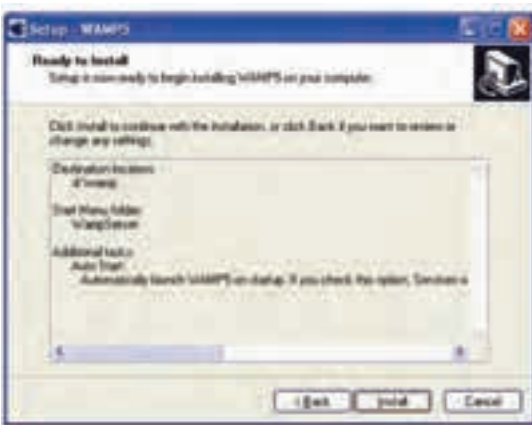 Setup - WAMP5
Ready to Install
Setup is now ready to begin installing WAMP5 on your computer.
Click Install to continue with the installation, or click Back if you want to review or
change any settings.
Destination location:
Start Menu folder:
WampServer
Additional tasks:
Auto Start:
Automatically launch WAMP5 on startup. If you check this option, Services
< Back
Install
Cancel